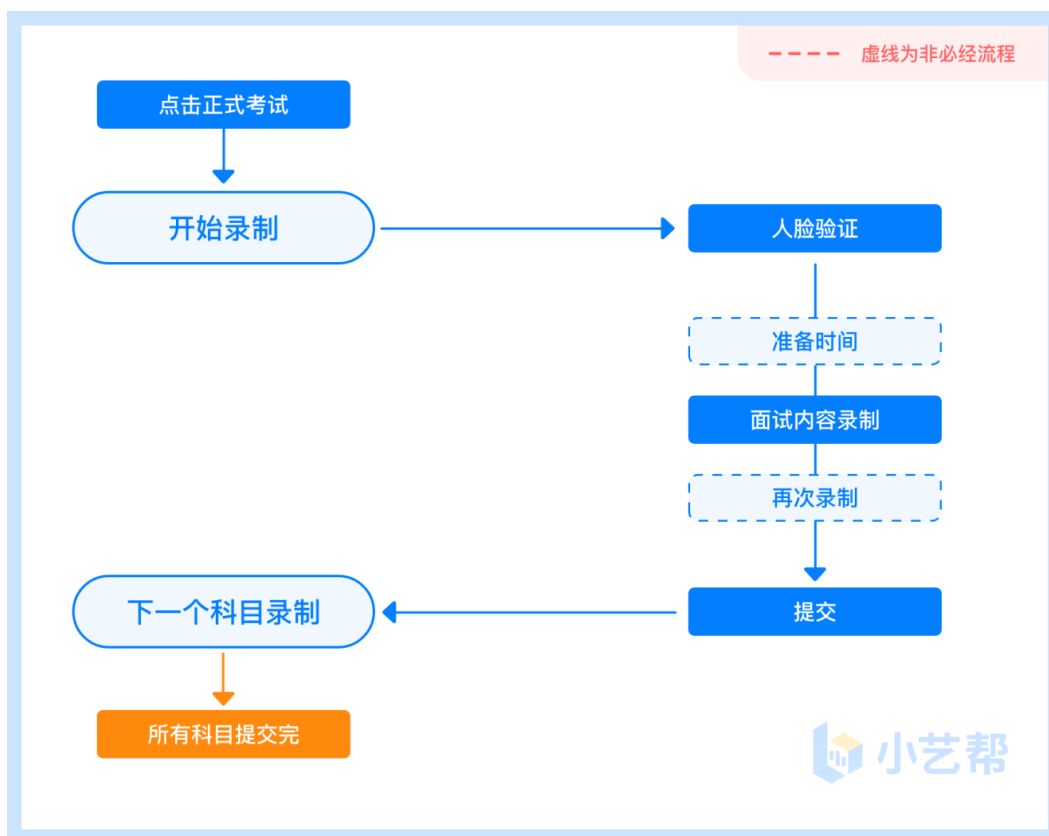 虚线为非必经流程
点击正式考试
开始录制
人脸验证
准备时间
面试内容录制
再次录制
提交
下一个科目录制
所有科目提交完
小艺帮